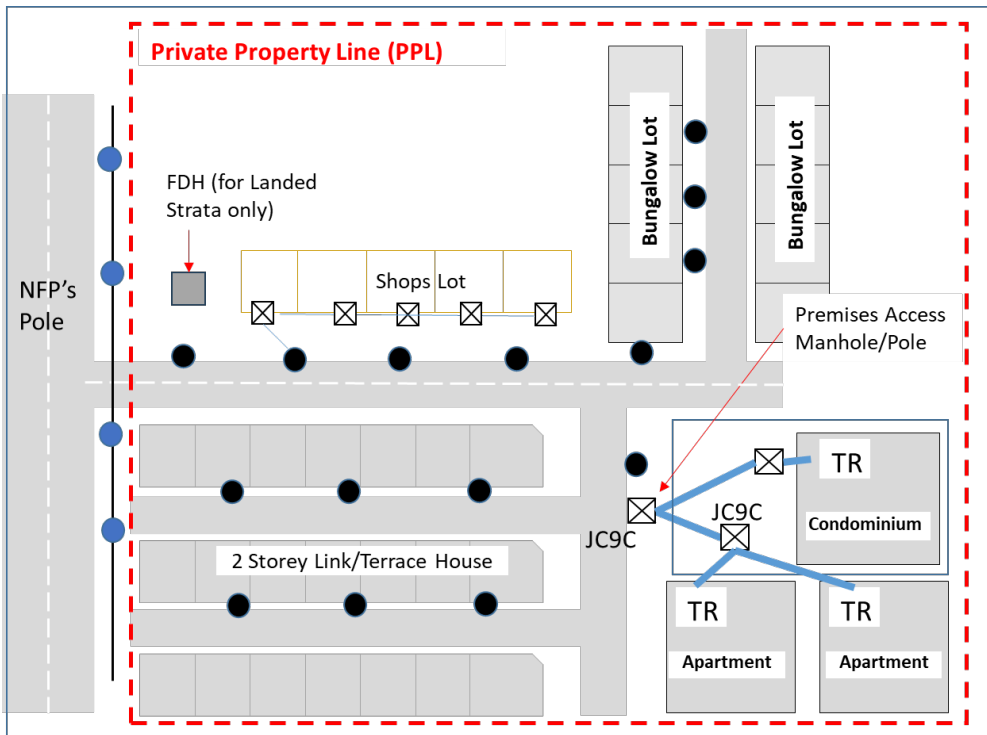 Private Property Line (PPL)
Bungalow Lot
Bungalow Lot
FDH (for Landed
Strata only)
NFP's
Pole
Shops Lot
Premises Access
Manhole/Pole
TR
Condominium
JC9C
JC9C
2 Storey Link/Terrace House
TR
Apartment
TR
Apartment